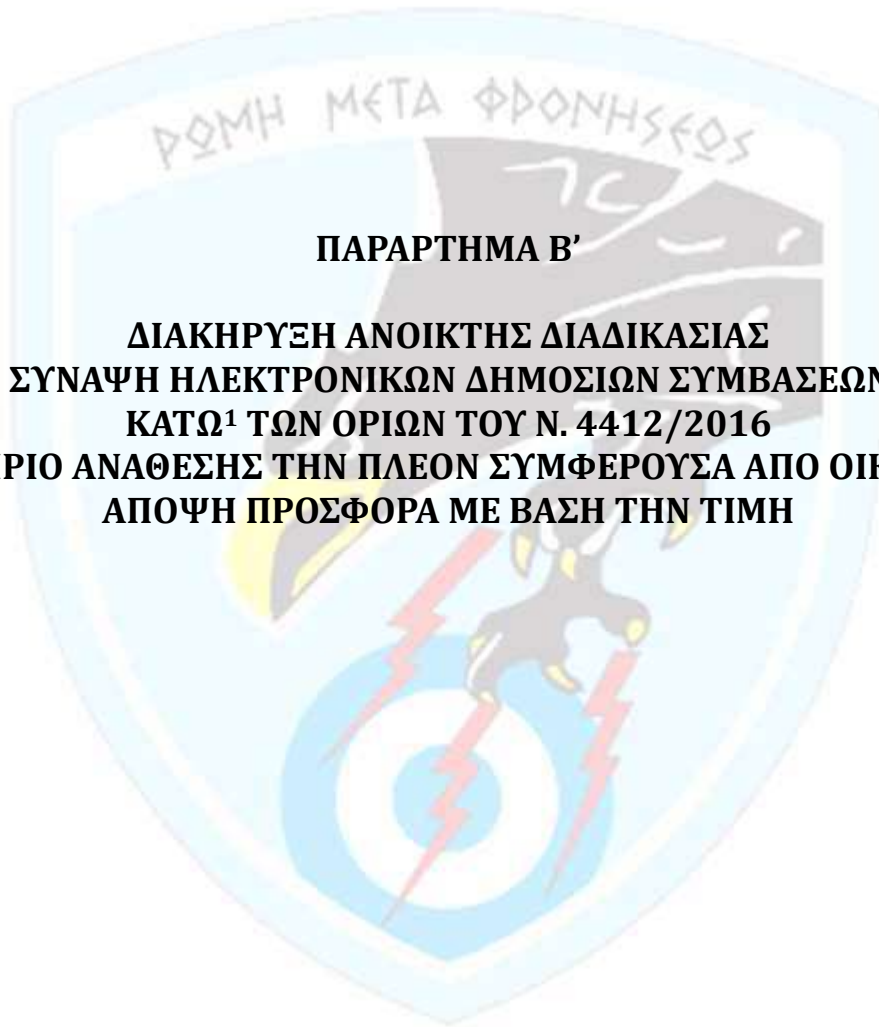 ΡΩΜΗ ΜΕΤΑ ΦΡΟΝΗΣΕΩΣ
ΠΑΡΑΡΤΗΜΑ Β’
ΔΙΑΚΗΡΥΞΗ ΑΝΟΙΚΤΗΣ ΔΙΑΔΙΚΑΣΙΑΣ
ΣΥΝΑΨΗ ΗΛΕΚΤΡΟΝΙΚΩΝ ΔΗΜΟΣΙΩΝ ΣΥΜΒΑΣΕΩΝ
ΚΑΤΩ¹ ΤΩΝ ΟΡΙΩΝ ΤΟΥ Ν. 4412/2016
ΡΙΟ ΑΝΑΘΕΣΗΣ ΤΗΝ ΠΛΕΟΝ ΣΥΜΦΕΡΟΥΣΑ ΑΠΟ
ΑΠΟΨΗ ΠΡΟΣΦΟΡΑ ΜΕ ΒΑΣΗ ΤΗΝ ΤΙΜΗ